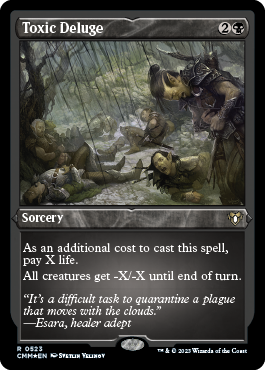 Toxic Deluge 2
Sorcery
As an additional cost to cast this spell,
pay X life.
All creatures get -X/-X until end of turn.
“It’s a difficult task to quarantine a plague
that moves with the clouds.”
—Esara, healer adept
R 0523
CMM★EN Svetlin Velinov
™ & © 2023 Wizards of the Coast